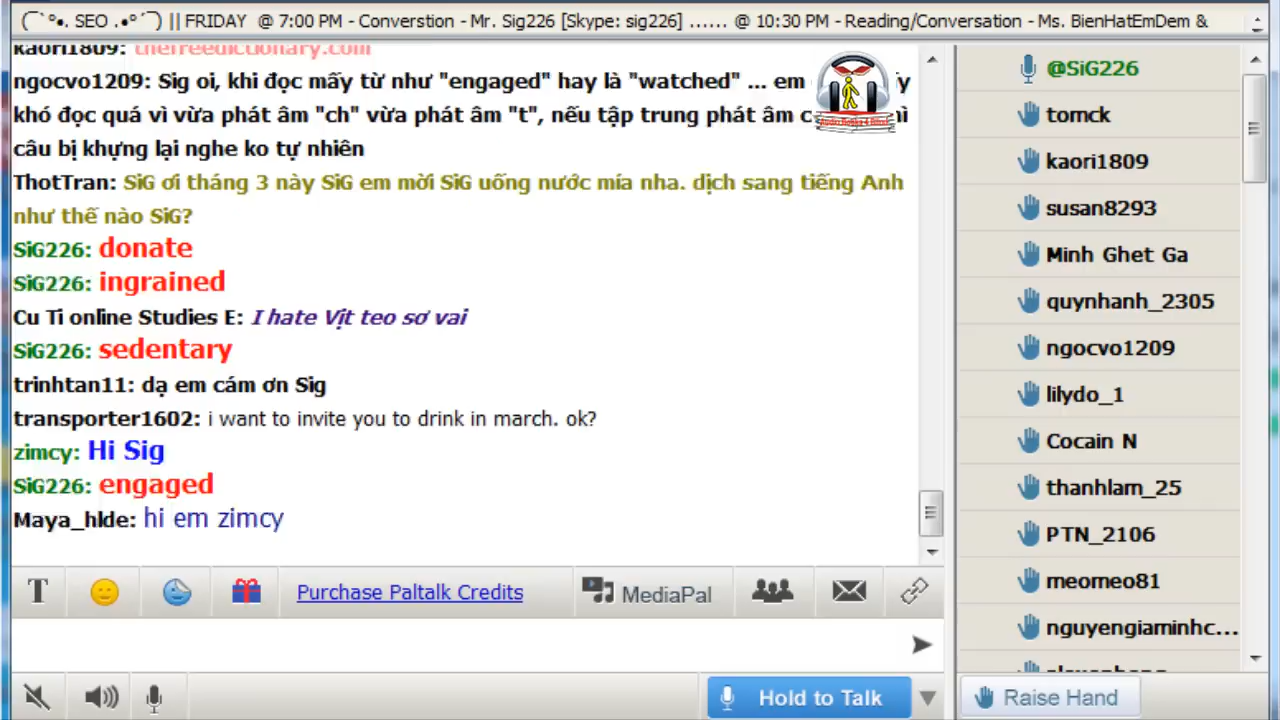 (¯`°•. SEO .•°´¯) || FRIDAY @ 7:00 PM - Converstion - Mr. Sig226 [Skype: sig226] ...... @ 10:30 PM - Reading/Conversation - Ms. BienHatEmDem &
kaori1809: thefreedictionary.com
ngocvo1209: Sig oi, khi đọc mấy từ như "engaged" hay là "watched" ... em
khó đọc quá vì vừa phát âm "ch" vừa phát âm "t", nếu tập trung phát âm
câu bị khựng lại nghe ko tự nhiên
ThotTran: SiG ơi tháng 3 này SiG em mời SiG uống nước mía nha. dịch sang tiếng Anh
như thế nào SiG?
SiG226: donate
SiG226: ingrained
Cu Ti online Studies E: I hate Vịt teo sơ vai
SiG226: sedentary
trinhtan11: dạ em cám ơn Sig
transporter1602: i want to invite you to drink in march. ok?
zimcy: Hi Sig
SiG226: engaged
Maya_hlde: hi em zimcy
T
Purchase Paltalk Credits
MediaPal
Hold to Talk
@SiG226
tomck
kaori1809
susan8293
Minh Ghet Ga
quynhanh_2305
ngocvo1209
lilydo_1
Cocain N
thanhlam_25
PTN_2106
meomeo81
nguyengiaminhc...
Raise Hand